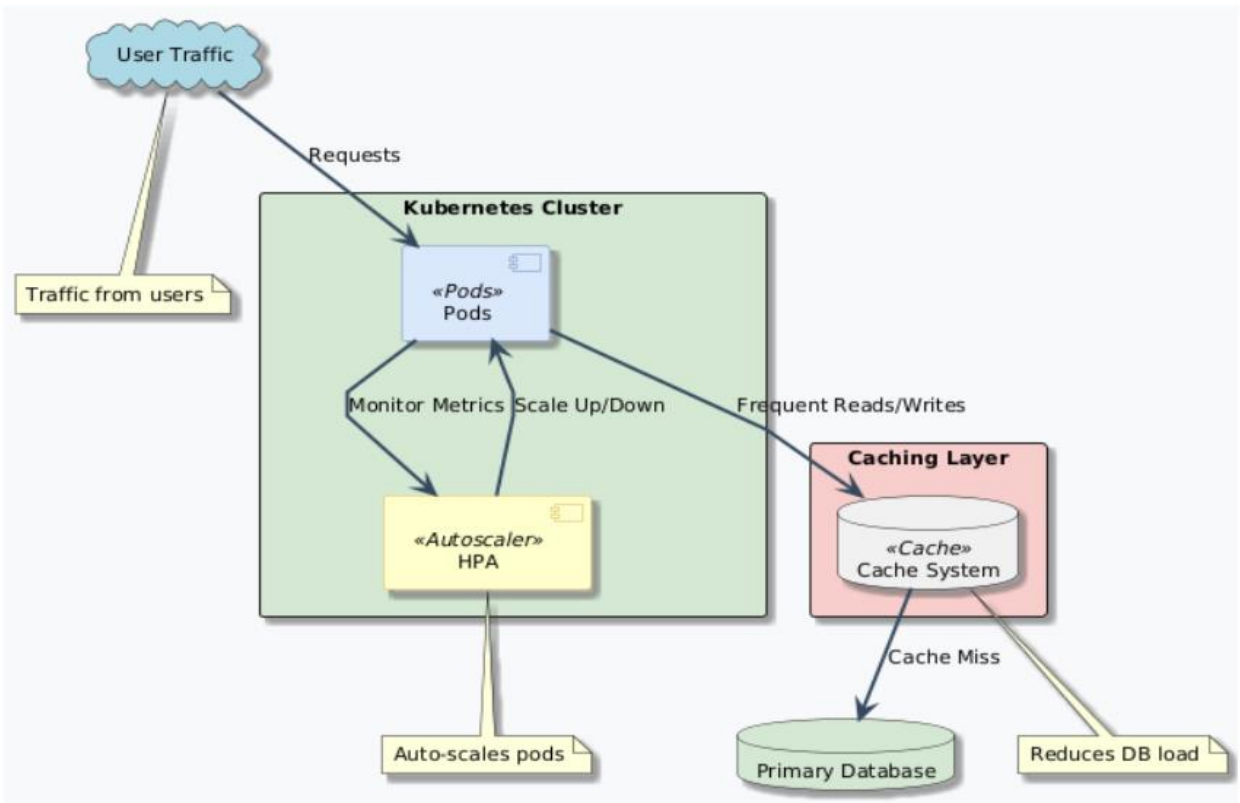 User Traffic
Requests
Kubernetes Cluster
«Pods»
Pods
Traffic from users
Monitor Metrics
Scale Up/Down
Frequent Reads/Writes
Caching Layer
«Autoscaler»
HPA
«Cache»
Cache System
Cache Miss
Auto-scales pods
Primary Database
Reduces DB load